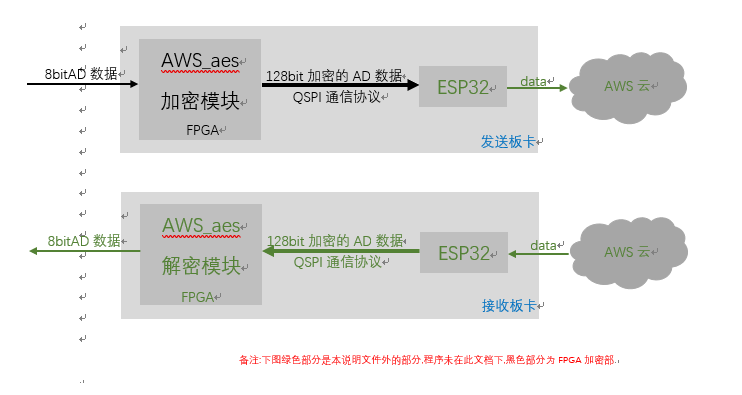 8bitAD 数据
AWS_aes
加密模块
FPGA
128bit 加密的 AD 数据
QSPI 通信协议
ESP32
data
AWS 云
发送板卡
8bitAD 数据
AWS_aes
解密模块
FPGA
128bit 加密的 AD 数据
QSPI 通信协议
ESP32
data
AWS 云
接收板卡
备注:下图绿色部分是本说明文件外的部分,程序未在此文档下,黑色部分为 FPGA 加密部.